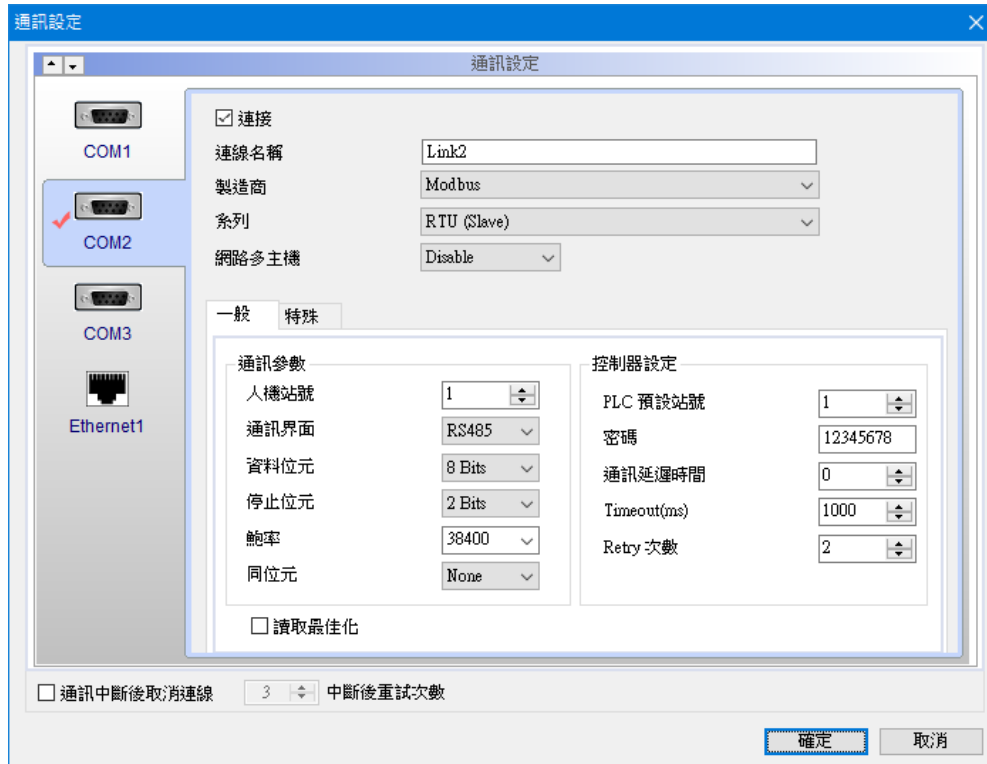 通訊設定
通訊設定
COM1
COM2
COM3
Ethernet1
連接
連線名稱 Link2
製造商 Modbus
系列 RTU (Slave)
網路多主機 Disable
一般 特殊
通訊參數
人機站號 1
通訊界面 RS485
資料位元 8 Bits
停止位元 2 Bits
鮑率 38400
同位元 None
控制器設定
PLC 預設站號 1
密碼 12345678
通訊延遲時間 0
Timeout(ms) 1000
Retry 次數 2
讀取最佳化
通訊中斷後取消連線 3 中斷後重試次數
確定 取消